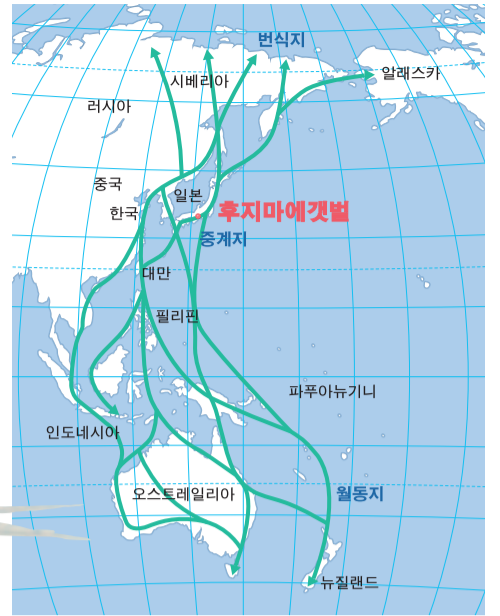 번식지
알래스카
시베리아
러시아
중국
일본
한국
후지마에갯벌
중계지
대만
필리핀
파푸아뉴기니
인도네시아
오스트레일리아
월동지
뉴질랜드